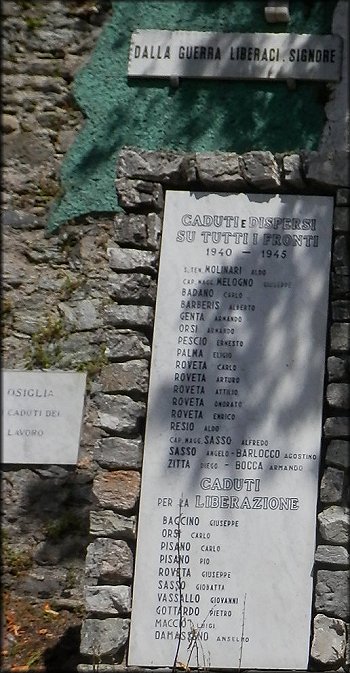 DALLA GUERRA LIBERACI, SIGNORE
CADUTI E DISPERSI
SU TUTTI I FRONTI
1940 - 1945
S. TEN. MOLINARI ALDO
CAP. MAGG. MELOGNO GIUSEPPE
BADANO CARLO
BARBERIS ALBERTO
GENTA ARMANDO
ORSI ARMANDO
PESCIO ERNESTO
PALMA ELIGIO
ROVETA CARLO
ROVETA ARTURO
ROVETA ATTILIO
ROVETA ONORATO
ROVETA ENRICO
RESIO ALDO
CAP. MAGG. SASSO ALFREDO
SASSO ANGELO - BARLOCCO AGOSTINO
ZITTA DIEGO - BOCCA ARMANDO
CADUTI
PER LA LIBERAZIONE
BACCINO GIUSEPPE
ORSI CARLO
PISANO CARLO
PISANO PIO
ROVETA GIUSEPPE
SASSO GIOBATTA
VASSALLO GIOVANNI
GOTTARDO PIETRO
MACCIO LUIGI
DAMASSENO ANSELMO
OSIGLIA
CADUTI DEL
LAVORO